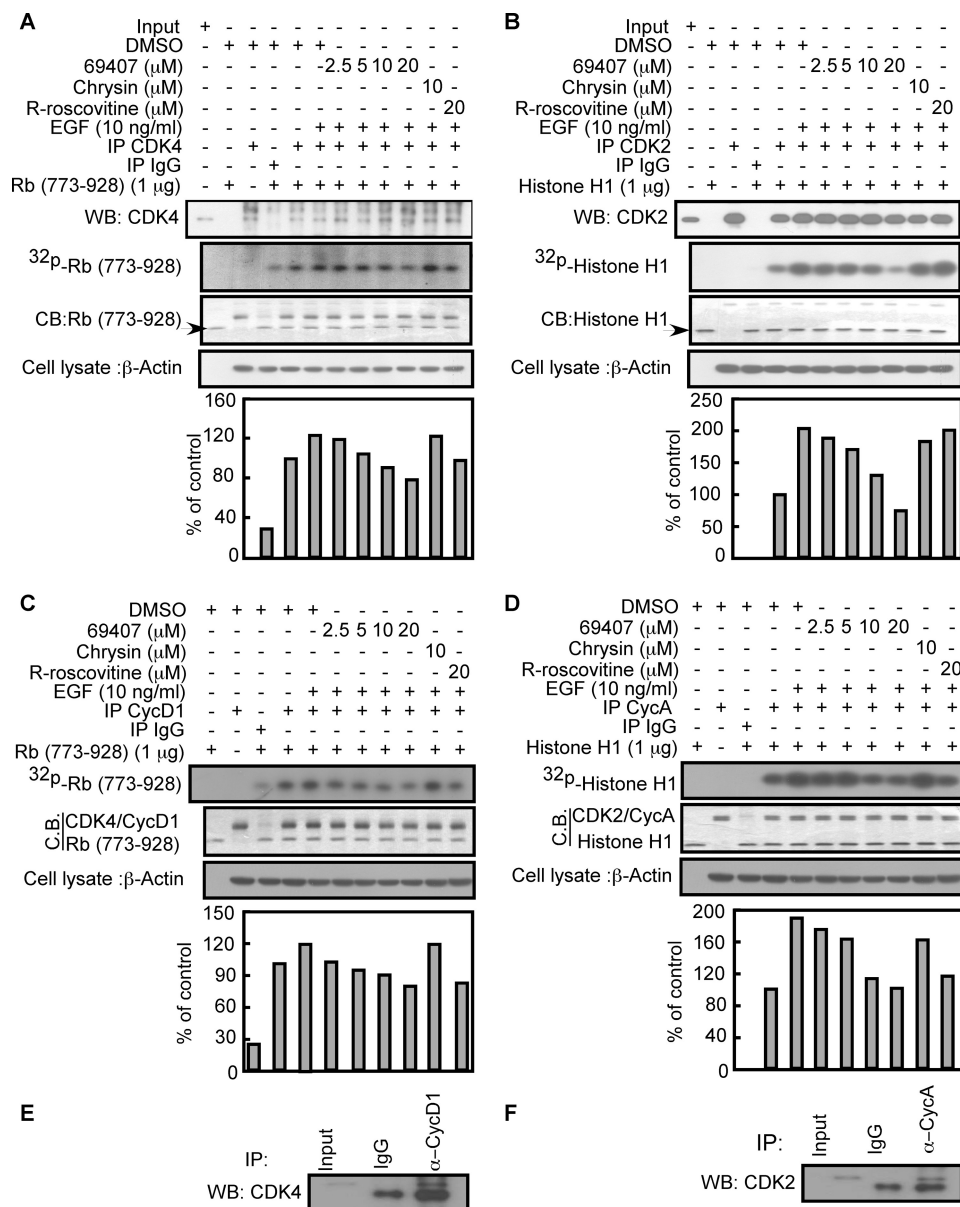 A
Input + - - - - - - - - - - -
DMSO - + + + + + - - - - - -
69407 (μM) - - - - - - 2.5 5 10 20 - -
Chrysin (μM) - - - - - - - - - - 10 -
R-roscovitine (μM) - - - - - - - - - - - 20
EGF (10 ng/ml) - - - - - + + + + + + +
IP CDK4 - - + - + + + + + + + +
IP IgG - - - + - - - - - - - -
Rb (773-928) (1 μg) - + - + + + + + + + + +
WB: CDK4
32p-Rb (773-928)
CB:Rb (773-928)
Cell lysate :β-Actin
% of control
160
120
80
40
0
B
Input + - - - - - - - - - - -
DMSO - + + + + + - - - - - -
69407 (μM) - - - - - - 2.5 5 10 20 - -
Chrysin (μM) - - - - - - - - - - 10 -
R-roscovitine (μM) - - - - - - - - - - - 20
EGF (10 ng/ml) - - - - - + + + + + + +
IP CDK2 - - + - + + + + + + + +
IP IgG - - - + - - - - - - - -
Histone H1 (1 μg) - + - + + + + + + + + +
WB: CDK2
32p-Histone H1
CB:Histone H1
Cell lysate :β-Actin
% of control
250
200
150
100
50
0
C
DMSO + + + + + - - - - - -
69407 (μM) - - - - - 2.5 5 10 20 - -
Chrysin (μM) - - - - - - - - - 10 -
R-roscovitine (μM) - - - - - - - - - - 20
EGF (10 ng/ml) - - - - + + + + + + +
IP CycD1 - + - + + + + + + + +
IP IgG - - + - - - - - - - -
Rb (773-928) (1 μg) + - + + + + + + + + +
32p-Rb (773-928)
C.B.
CDK4/CycD1
Rb (773-928)
Cell lysate :β-Actin
% of control
150
120
90
60
30
0
D
DMSO + + + + + - - - - - -
69407 (μM) - - - - - 2.5 5 10 20 - -
Chrysin (μM) - - - - - - - - - 10 -
R-roscovitine (μM) - - - - - - - - - - 20
EGF (10 ng/ml) - - - - + + + + + + +
IP CycA - + - + + + + + + + +
IP IgG - - + - - - - - - - -
Histone H1 (1 μg) + - + + + + + + + + +
32p-Histone H1
C.B.
CDK2/CycA
Histone H1
Cell lysate :β-Actin
% of control
200
160
120
80
40
0
E
IP: Input IgG α-CycD1
WB: CDK4
F
IP: Input IgG α-CycA
WB: CDK2